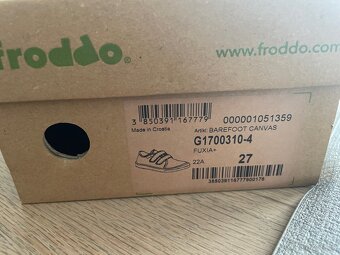 froddo®
www.froddo.com
3 850391 167779
000001051359
Made in Croatia
Artikl: BAREFOOT CANVAS
G1700310-4
FUXIA+
22A
27